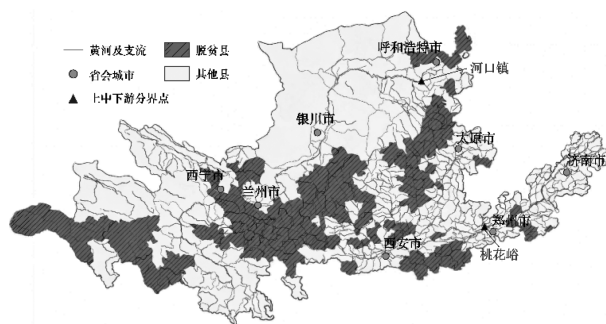 黄河及支流
脱贫县
省会城市
其他县
上中下游分界点
呼和浩特市
河口镇
银川市
太原市
济南市
西宁市
兰州市
郑州市
西安市
桃花峪